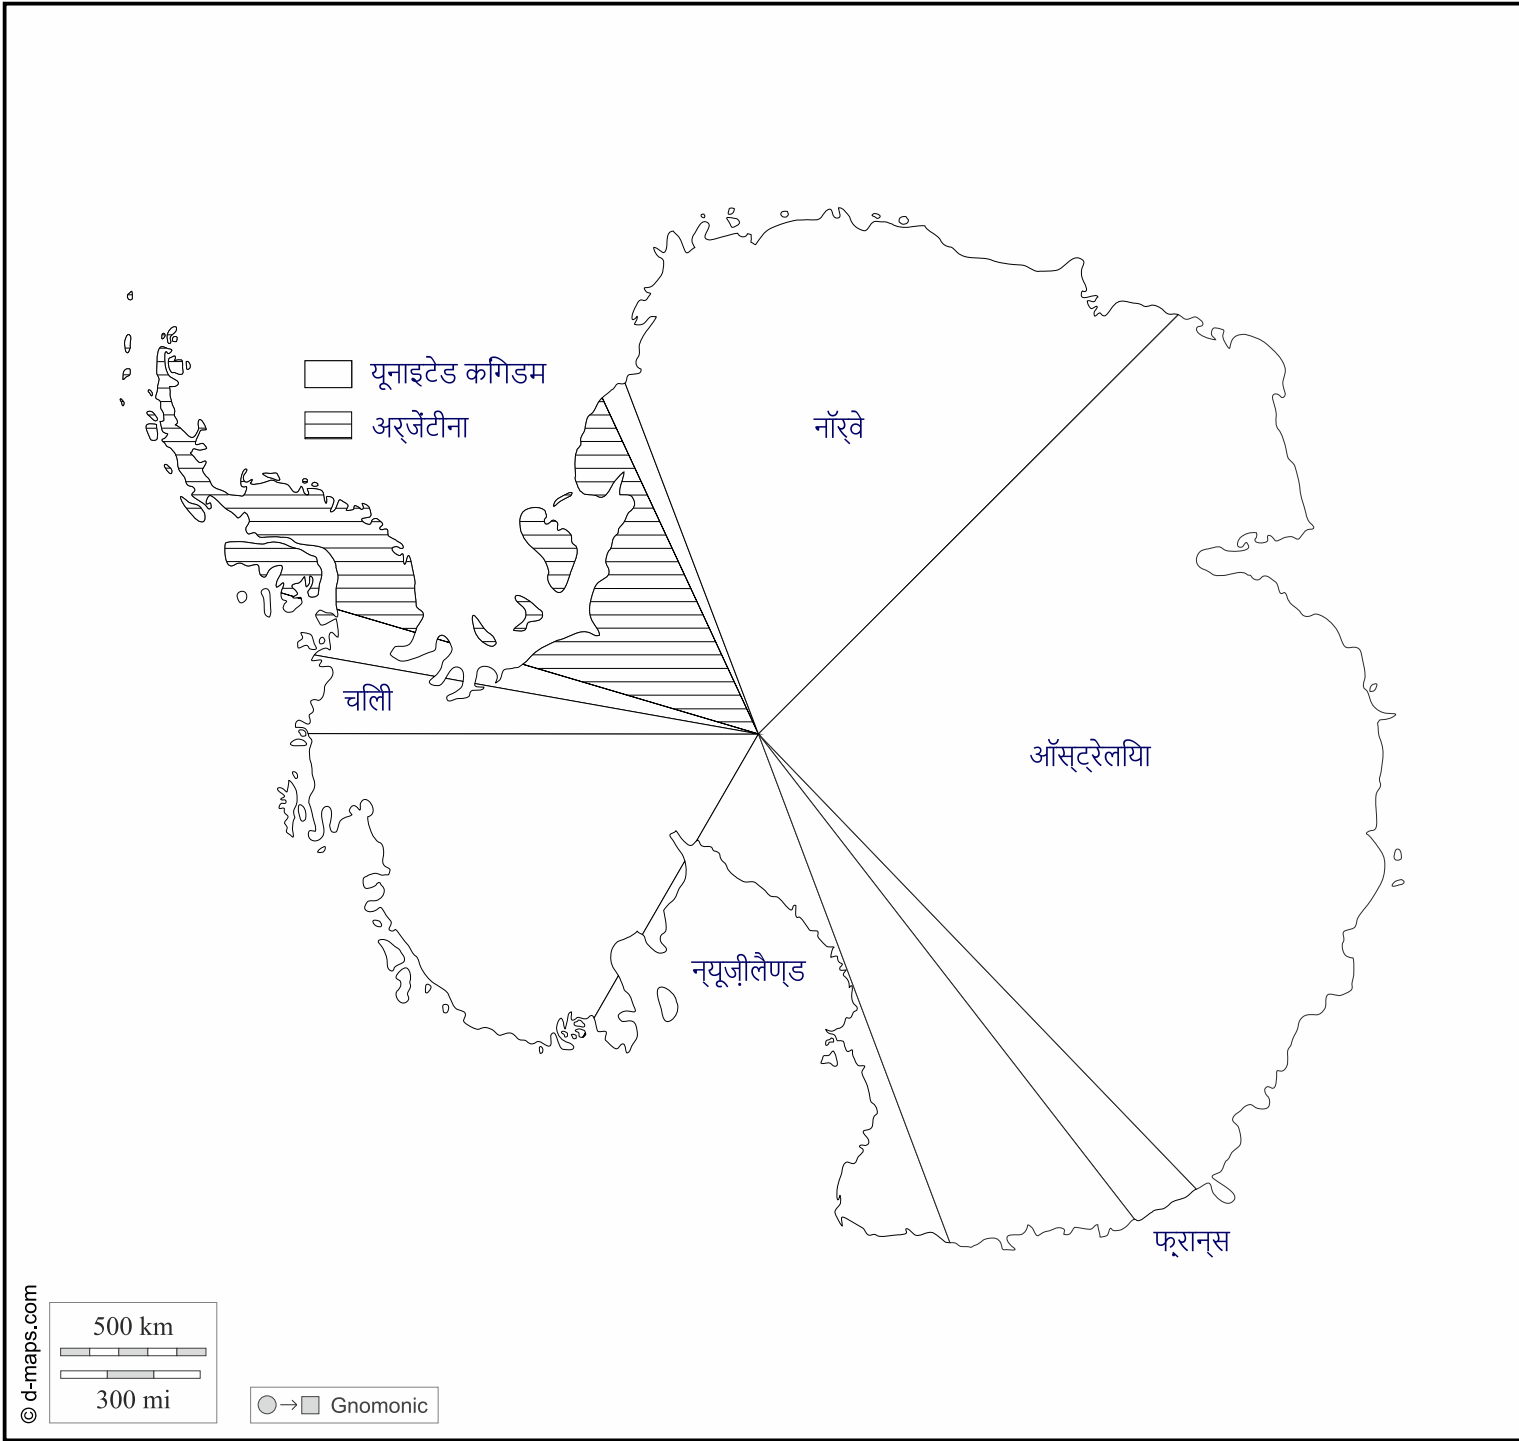 यूनाइटेड किंगडम
अर्जेंटीना
नॉर्वे
चिली
ऑस्ट्रेलिया
न्यूज़ीलैण्ड
फ्रान्स
500 km
300 mi
© d-maps.com
Gnomonic